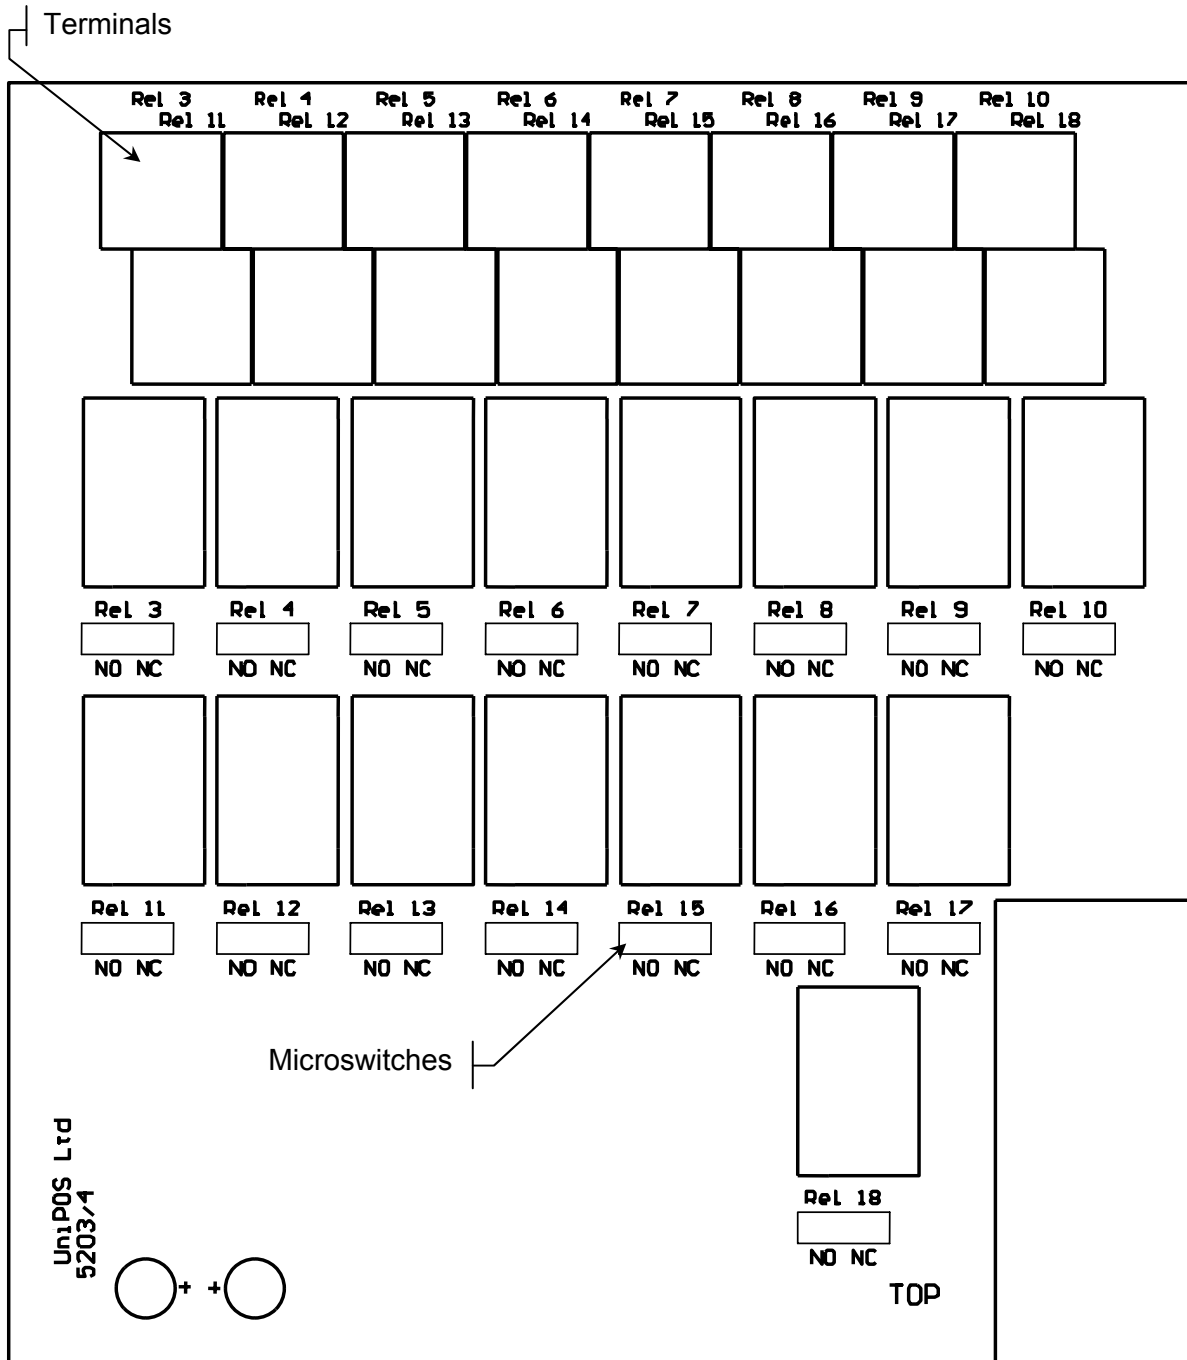 Terminals
Rel 3 Rel 4 Rel 5 Rel 6 Rel 7 Rel 8 Rel 9 Rel 10
Rel 11 Rel 12 Rel 13 Rel 14 Rel 15 Rel 16 Rel 17 Rel 18
Rel 3 Rel 4 Rel 5 Rel 6 Rel 7 Rel 8 Rel 9 Rel 10
NO NC NO NC NO NC NO NC NO NC NO NC NO NC NO NC
Rel 11 Rel 12 Rel 13 Rel 14 Rel 15 Rel 16 Rel 17
NO NC NO NC NO NC NO NC NO NC NO NC NO NC
Microswitches
Rel 18
NO NC
UniPOS Ltd
5203/4
+ +
TOP